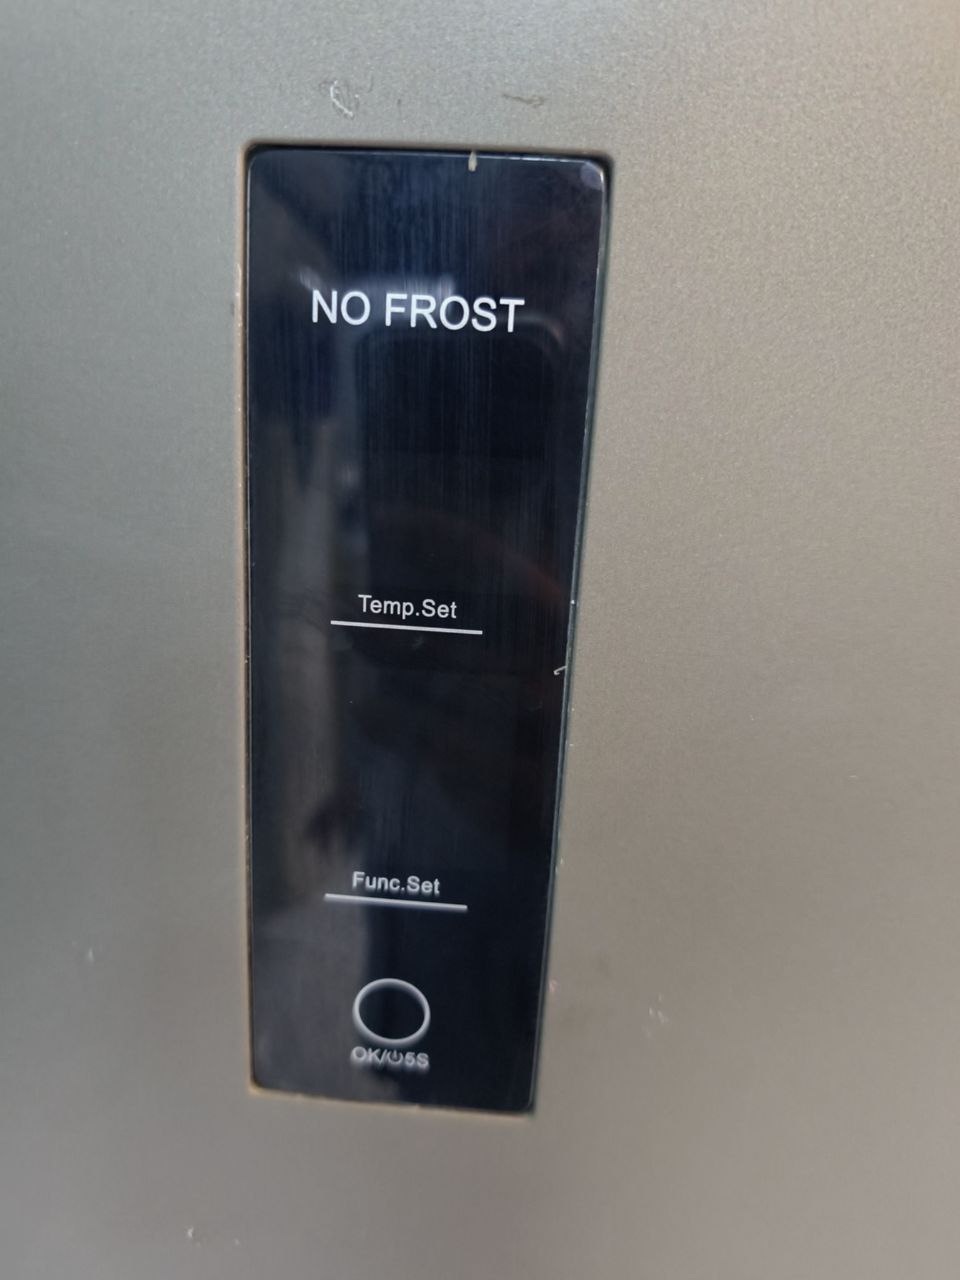 NO FROST
Temp.Set
Func.Set
OK/⏻5S